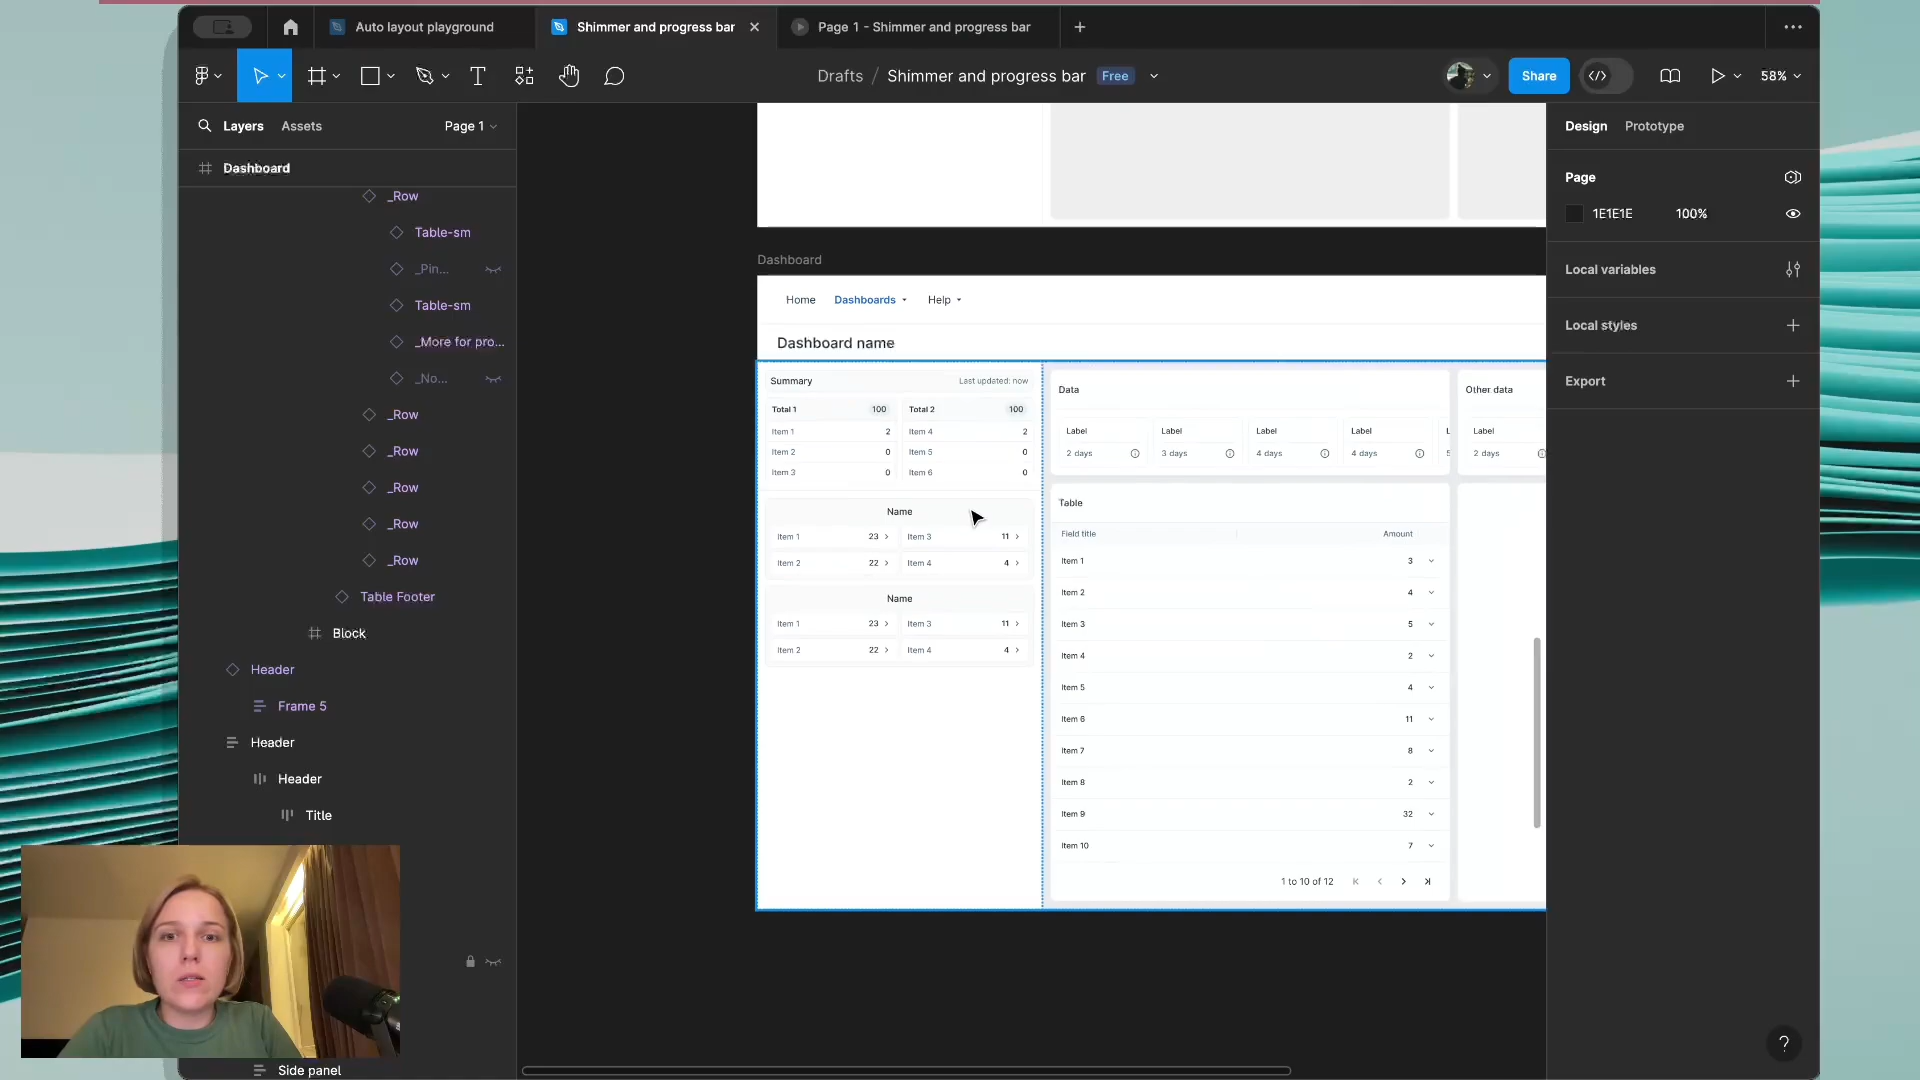 Auto layout playground
Shimmer and progress bar
Page 1 - Shimmer and progress bar
Drafts / Shimmer and progress bar Free
Share
58%
Layers Assets Page 1
Dashboard
_Row
Table-sm
_Pin...
Table-sm
_More for pro...
_No...
_Row
_Row
_Row
_Row
_Row
Table Footer
Block
Header
Frame 5
Header
Header
Title
Side panel
Dashboard
Home Dashboards Help
Dashboard name
Summary Last updated: now
Total 1 100 Total 2 100
Item 1 2 Item 4 2
Item 2 0 Item 5 0
Item 3 0 Item 6 0
Name
Item 1 23 > Item 3 11 >
Item 2 22 > Item 4 4 >
Name
Item 1 23 > Item 3 11 >
Item 2 22 > Item 4 4 >
Data
Label Label Label Label L
2 days 3 days 4 days 4 days 5
Other data
Label
2 days
Table
Field title Amount
Item 1 3
Item 2 4
Item 3 5
Item 4 2
Item 5 4
Item 6 11
Item 7 8
Item 8 2
Item 9 32
Item 10 7
1 to 10 of 12
Design Prototype
Page
1E1E1E 100%
Local variables
Local styles
Export
?